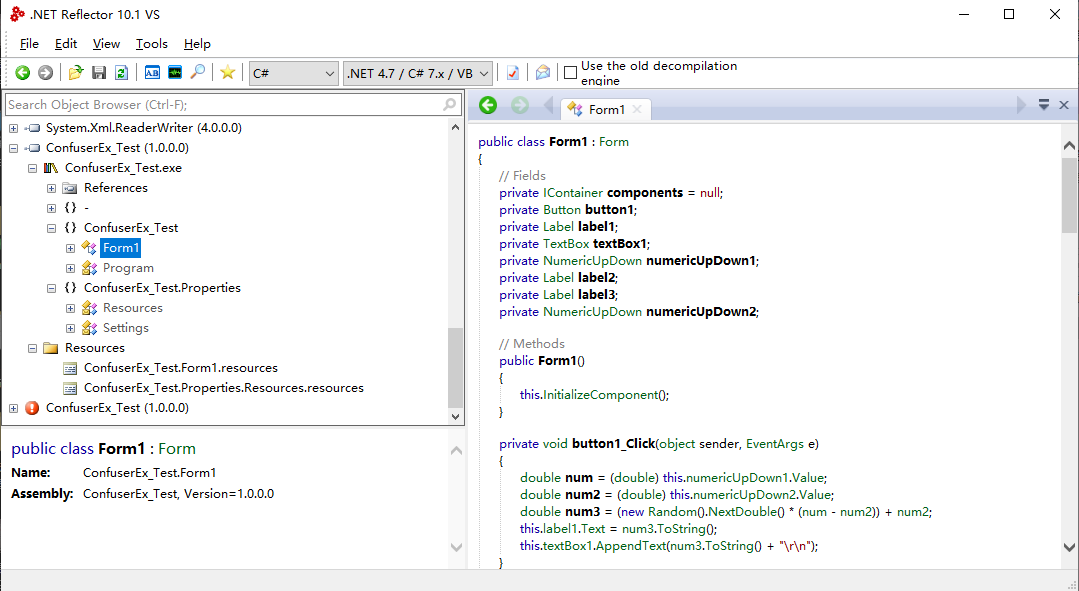 .NET Reflector 10.1 VS
File Edit View Tools Help
C# .NET 4.7 / C# 7.x / VB Use the old decompilation engine
Search Object Browser (Ctrl-F);
System.Xml.ReaderWriter (4.0.0.0)
ConfuserEx_Test (1.0.0.0)
ConfuserEx_Test.exe
References
{} -
{} ConfuserEx_Test
Form1
Program
{} ConfuserEx_Test.Properties
Resources
Settings
Resources
ConfuserEx_Test.Form1.resources
ConfuserEx_Test.Properties.Resources.resources
ConfuserEx_Test (1.0.0.0)
public class Form1 : Form
Name: ConfuserEx_Test.Form1
Assembly: ConfuserEx_Test, Version=1.0.0.0
Form1
public class Form1 : Form
{
// Fields
private IContainer components = null;
private Button button1;
private Label label1;
private TextBox textBox1;
private NumericUpDown numericUpDown1;
private Label label2;
private Label label3;
private NumericUpDown numericUpDown2;
// Methods
public Form1()
{
this.InitializeComponent();
}
private void button1_Click(object sender, EventArgs e)
{
double num = (double) this.numericUpDown1.Value;
double num2 = (double) this.numericUpDown2.Value;
double num3 = (new Random().NextDouble() * (num - num2)) + num2;
this.label1.Text = num3.ToString();
this.textBox1.AppendText(num3.ToString() + "\r\n");
}